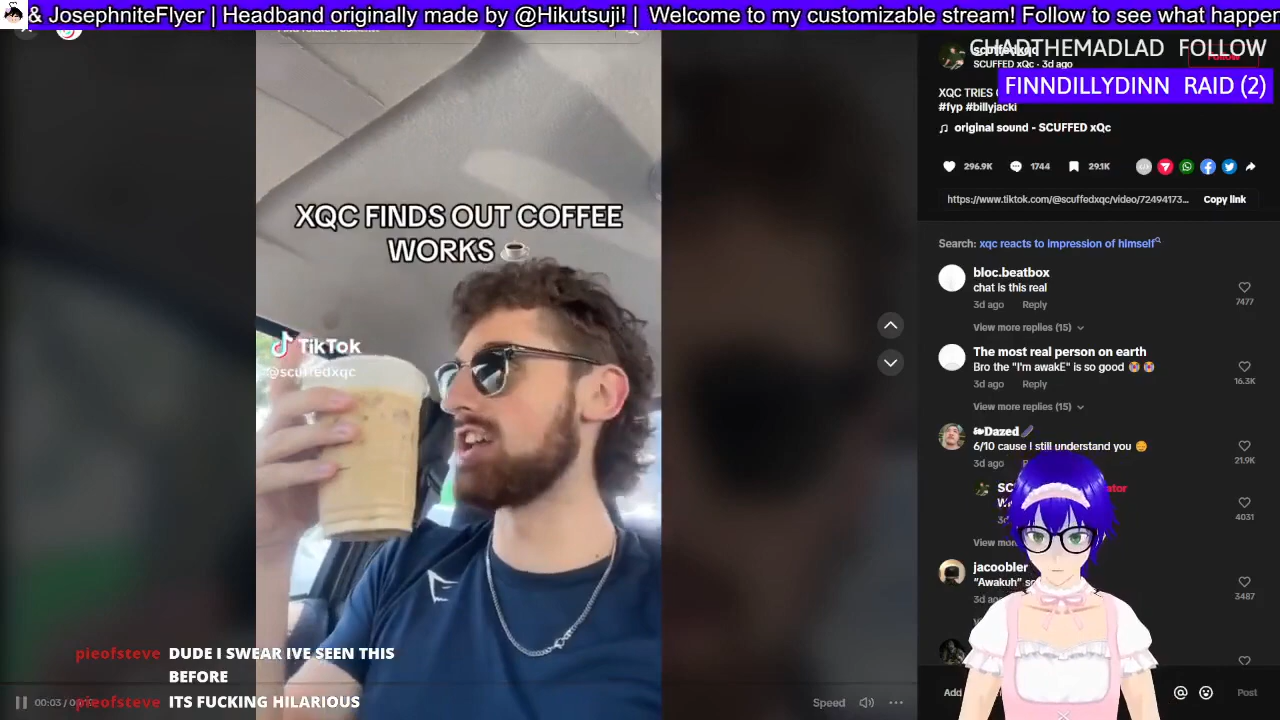 & JosephniteFlyer | Headband originally made by @Hikutsuji! | Welcome to my customizable stream! Follow to see what happen
CHADTHEMADLAD FOLLOW
SCUFFED xQc · 3d ago
FINNDILLYDINN RAID (2)
XQC TRIES
#fyp #billyjacki
♫ original sound - SCUFFED xQc
296.9K
1744
29.1K
https://www.tiktok.com/@scuffedxqc/video/72494173...
Copy link
XQC FINDS OUT COFFEE
WORKS ☕
TikTok
@scuffedxqc
Search: xqc reacts to impression of himself
bloc.beatbox
chat is this real
3d ago Reply
7477
View more replies (15)
The most real person on earth
Bro the "I'm awakE" is so good
3d ago Reply
16.3K
View more replies (15)
Dazed
6/10 cause I still understand you
3d ago
21.9K
4031
View
jacoobler
"Awakuh"
3487
pieofsteve DUDE I SWEAR IVE SEEN THIS
BEFORE
pieofsteve ITS FUCKING HILARIOUS
00:03
Speed
Add
Post